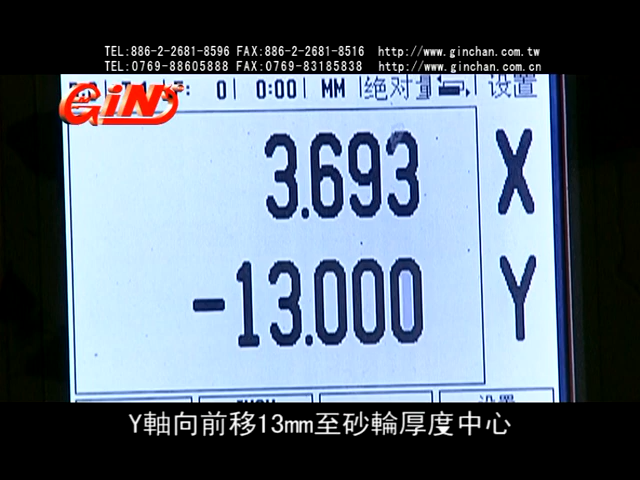 TEL:886-2-2681-8596 FAX:886-2-2681-8516 http://www.ginchan.com.tw
TEL:0769-88605888 FAX:0769-83185838 http://www.ginchan.com.cn
GiN
0 0:00 MM 绝对量 设置
3.693 X
-13.000 Y
Y軸向前移13mm至砂輪厚度中心